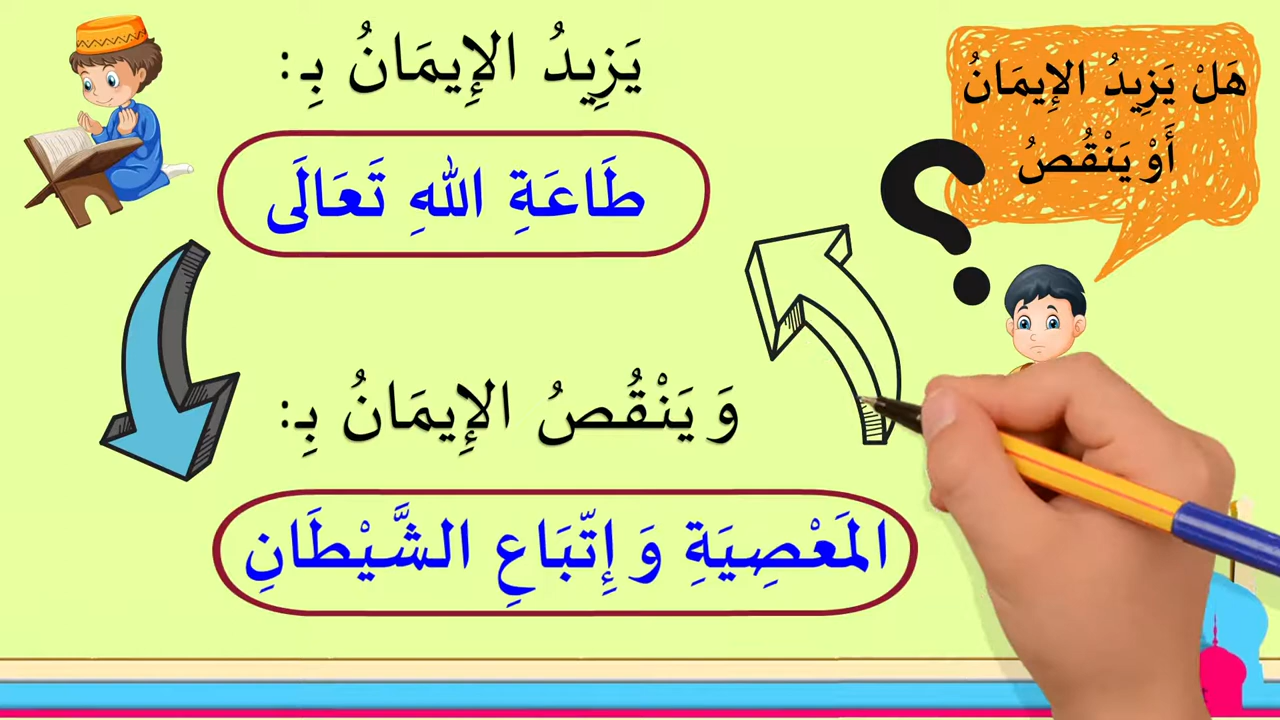 هَلْ يَزِيدُ الإِيمَانُ
أَوْ يَنْقُصُ
؟
يَزِيدُ الإِيمَانُ بِـ:
طَاعَةِ اللهِ تَعَالَى
وَ يَنْقُصُ الإِيمَانُ بِـ:
المَعْصِيَةِ وَ إِتّبَاعِ الشَّيْطَانِ